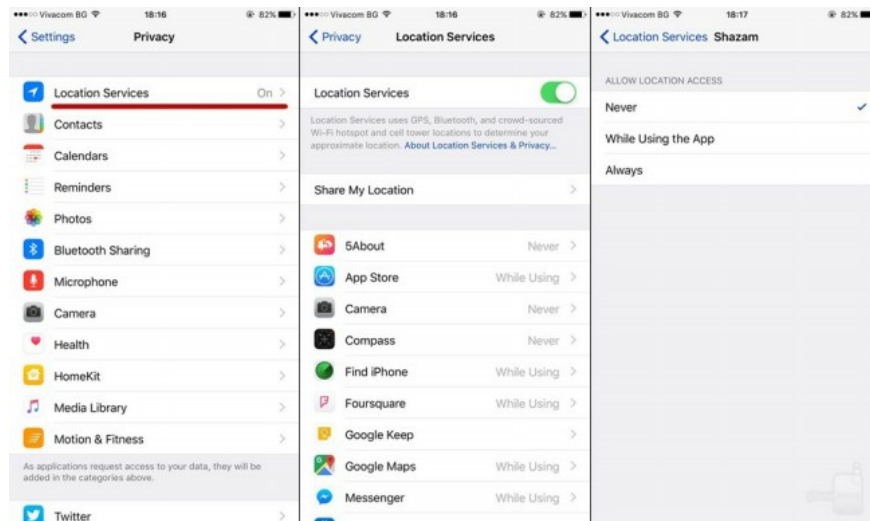 Vivacom BG 18:16 82%
Settings Privacy
Location Services On
Contacts
Calendars
Reminders
Photos
Bluetooth Sharing
Microphone
Camera
Health
HomeKit
Media Library
Motion & Fitness
As applications request access to your data, they will be
added in the categories above.
Twitter
Vivacom BG 18:16 82%
Privacy Location Services
Location Services
Location Services uses GPS, Bluetooth, and crowd-sourced
Wi-Fi hotspot and cell tower locations to determine your
approximate location. About Location Services & Privacy...
Share My Location
5About Never
App Store While Using
Camera Never
Compass Never
Find iPhone While Using
Foursquare While Using
Google Keep
Google Maps While Using
Messenger While Using
Vivacom BG 18:17 82%
Location Services Shazam
ALLOW LOCATION ACCESS
Never
While Using the App
Always